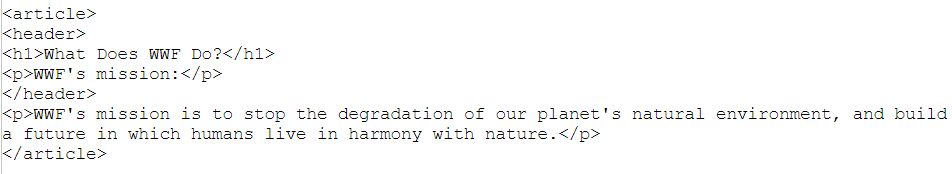 <article>
<header>
<h1>What Does WWF Do?</h1>
<p>WWF's mission:</p>
</header>
<p>WWF's mission is to stop the degradation of our planet's natural environment, and build
a future in which humans live in harmony with nature.</p>
</article>